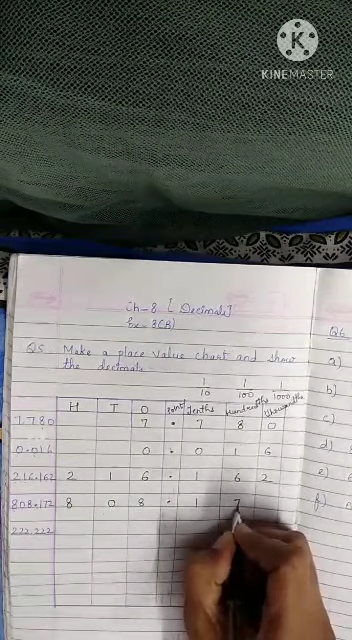 KINEMASTER
Ch-8 [Decimals]
Ex-8(B)
Q5 Make a place value chart and show
the decimals.
1/10 1/100 1/1000
H T O point tenths hundredths thousandths
7.780 7 . 7 8 0
0.016 0 . 0 1 6
216.162 2 1 6 . 1 6 2
808.172 8 0 8 . 1 7
222.222
Q6
a)
b)
c)
d)
e)
f)